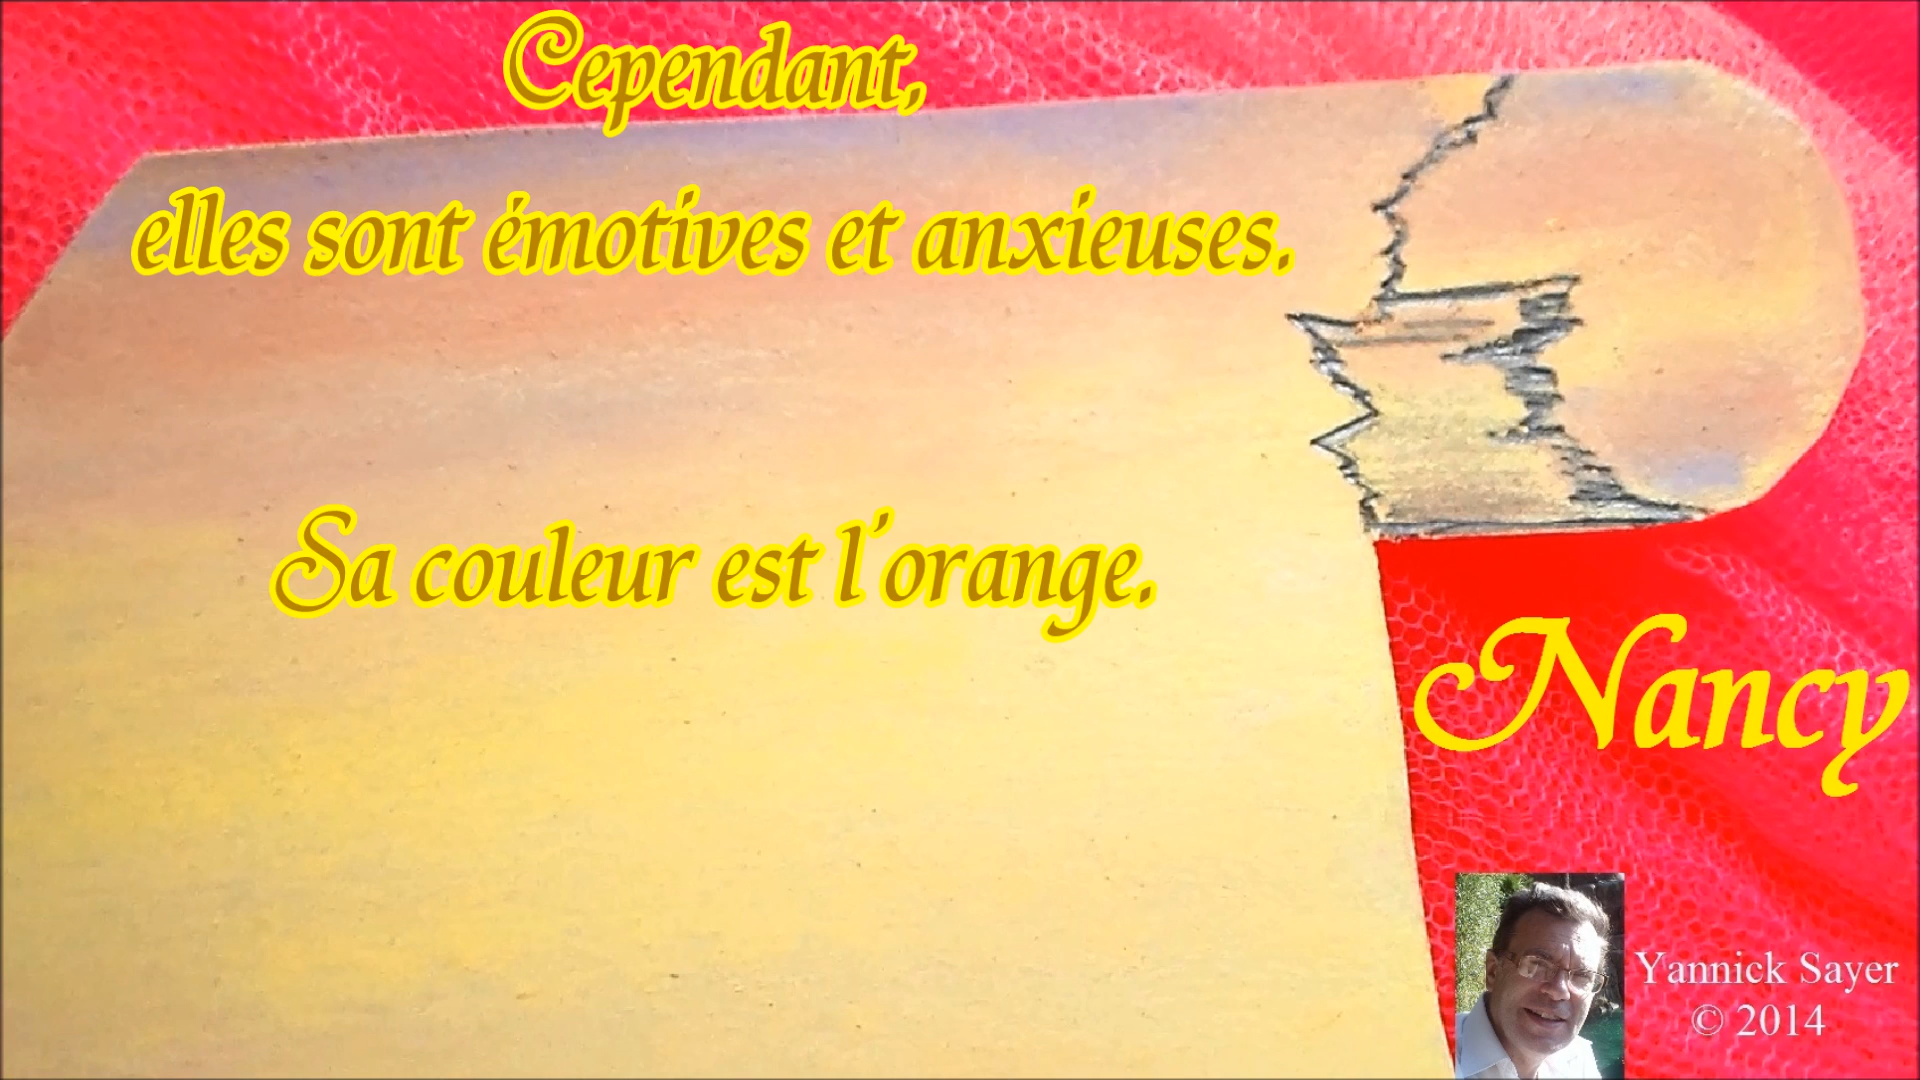 Cependant,
elles sont émotives et anxieuses.
Sa couleur est l'orange.
Nancy
Yannick Sayer
© 2014